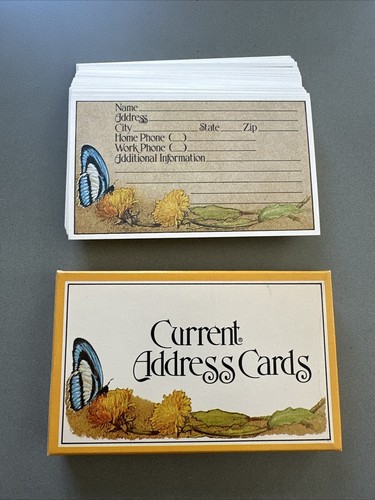 Name
Address
City State Zip
Home Phone ( )
Work Phone ( )
Additional Information
Current®
Address Cards